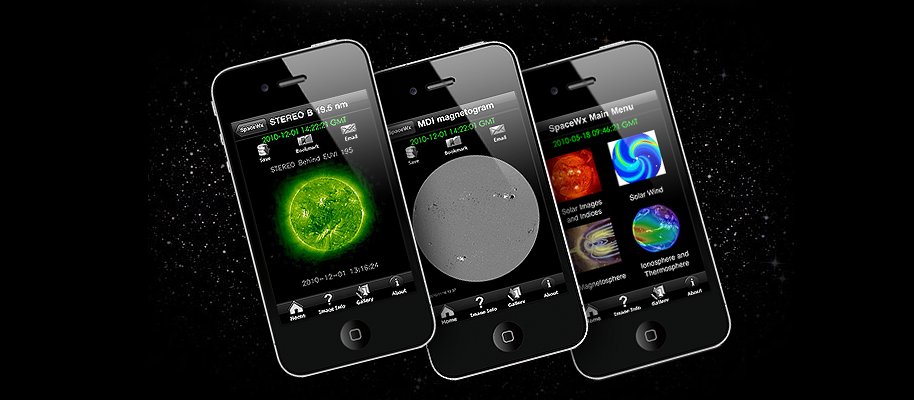 STEREO B 19.5 nm
SpaceWx
2010-12-01 14:22:21 GMT
Save
Bookmark
Email
STEREO Behind EUVI 195
2010-12-01 13:16:24
Home
Image Info
Gallery
About
MDI magnetogram
SpaceWx
2010-12-01 14:22:01 GMT
Save
Bookmark
Email
Home
Image Info
Gallery
About
SpaceWx Main Menu
2010-05-18 09:46:21 GMT
Solar Images
and Indices
Solar Wind
Magnetosphere
Ionosphere and
Thermosphere
Home
Image Info
Gallery
About